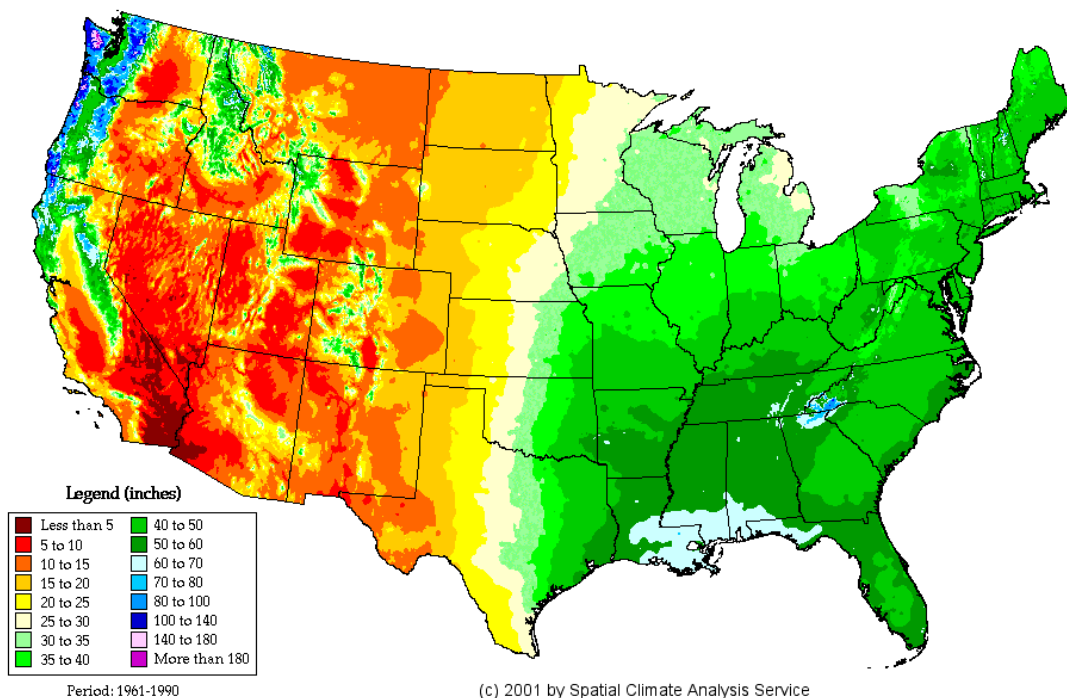 Legend (inches)
Less than 5
5 to 10
10 to 15
15 to 20
20 to 25
25 to 30
30 to 35
35 to 40
40 to 50
50 to 60
60 to 70
70 to 80
80 to 100
100 to 140
140 to 180
More than 180
Period: 1961-1990
(c) 2001 by Spatial Climate Analysis Service